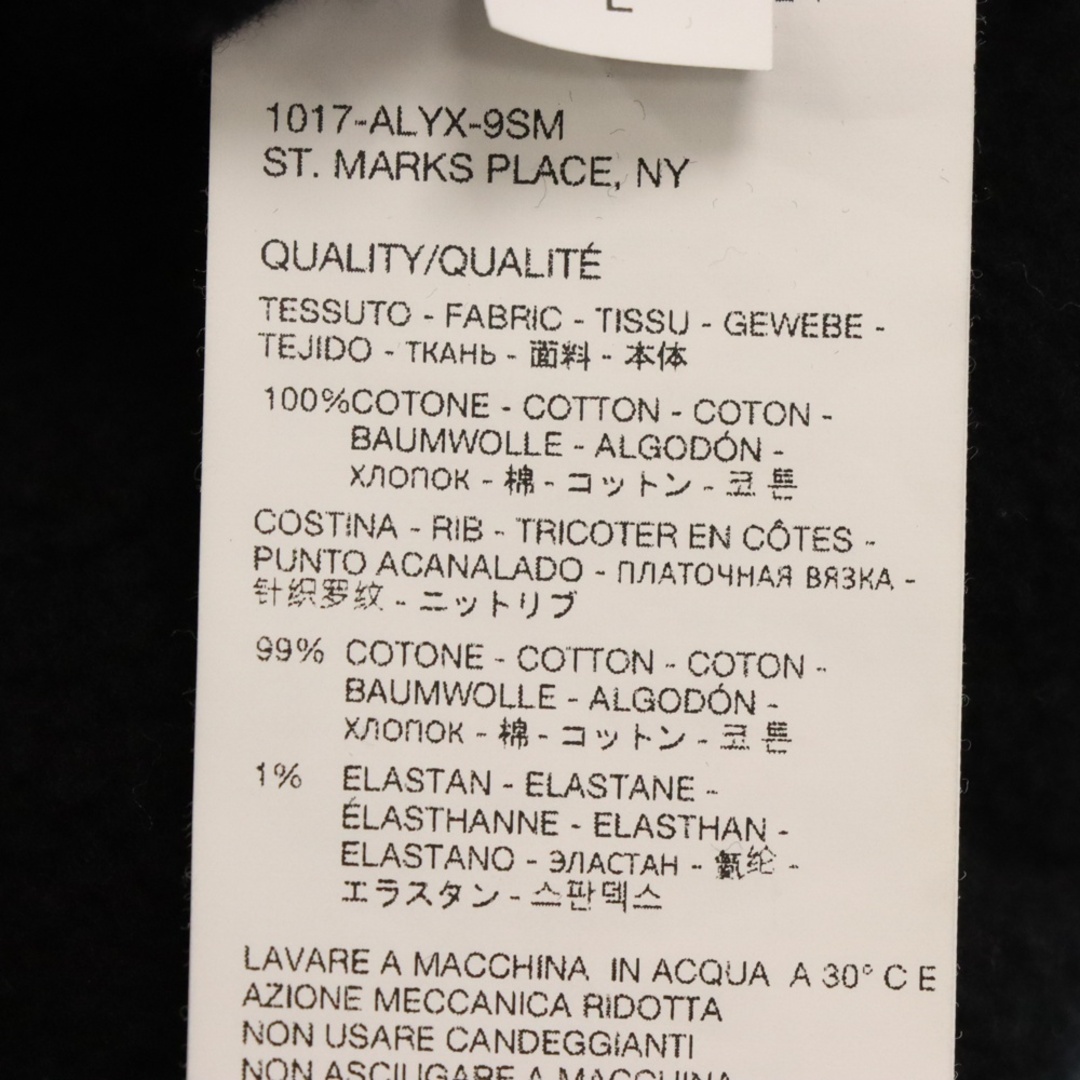 1017-ALYX-9SM
ST. MARKS PLACE, NY
QUALITY/QUALITÉ
TESSUTO - FABRIC - TISSU - GEWEBE -
TEJIDO - ТКАНЬ - 面料 - 本体
100%COTONE - COTTON - COTON -
BAUMWOLLE - ALGODÓN -
ХЛОПОК - 棉 - コットン - 코튼
COSTINA - RIB - TRICOTER EN CÔTES -
PUNTO ACANALADO - ПЛАТОЧНАЯ ВЯЗКА -
针织罗纹 - ニットリブ
99% COTONE - COTTON - COTON -
BAUMWOLLE - ALGODÓN -
ХЛОПОК - 棉 - コットン - 코튼
1% ELASTAN - ELASTANE -
ÉLASTHANNE - ELASTHAN -
ELASTANO - ЭЛАСТАН - 氨纶 -
エラスタン - 스판덱스
LAVARE A MACCHINA IN ACQUA A 30° C E
AZIONE MECCANICA RIDOTTA
NON USARE CANDEGGIANTI
NON ASCIUGARE A MACCHINA